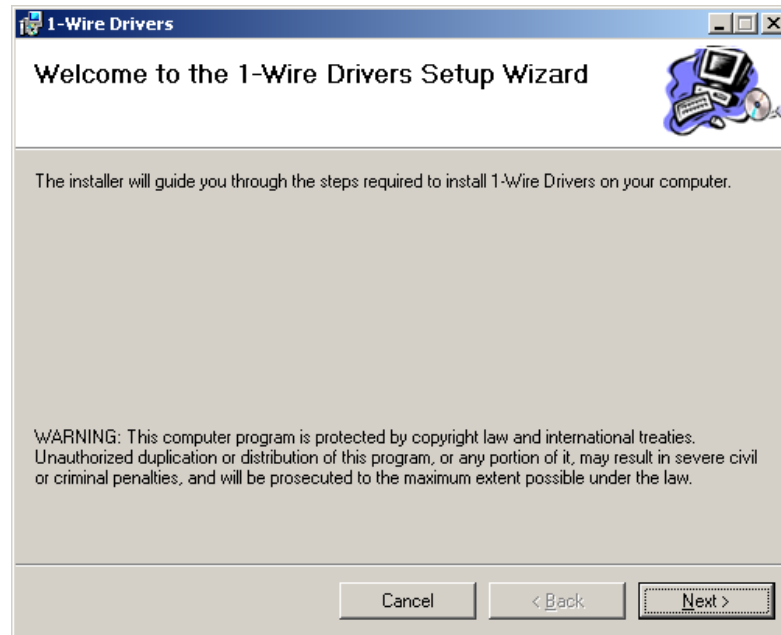 1-Wire Drivers
Welcome to the 1-Wire Drivers Setup Wizard
The installer will guide you through the steps required to install 1-Wire Drivers on your computer.
WARNING: This computer program is protected by copyright law and international treaties.
Unauthorized duplication or distribution of this program, or any portion of it, may result in severe civil
or criminal penalties, and will be prosecuted to the maximum extent possible under the law.
Cancel < Back Next >